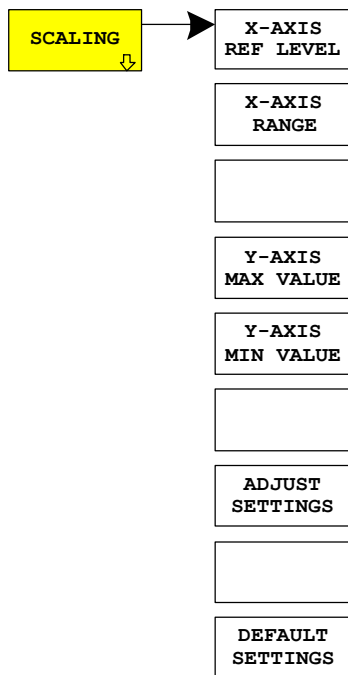 SCALING
X-AXIS
REF LEVEL
X-AXIS
RANGE
Y-AXIS
MAX VALUE
Y-AXIS
MIN VALUE
ADJUST
SETTINGS
DEFAULT
SETTINGS